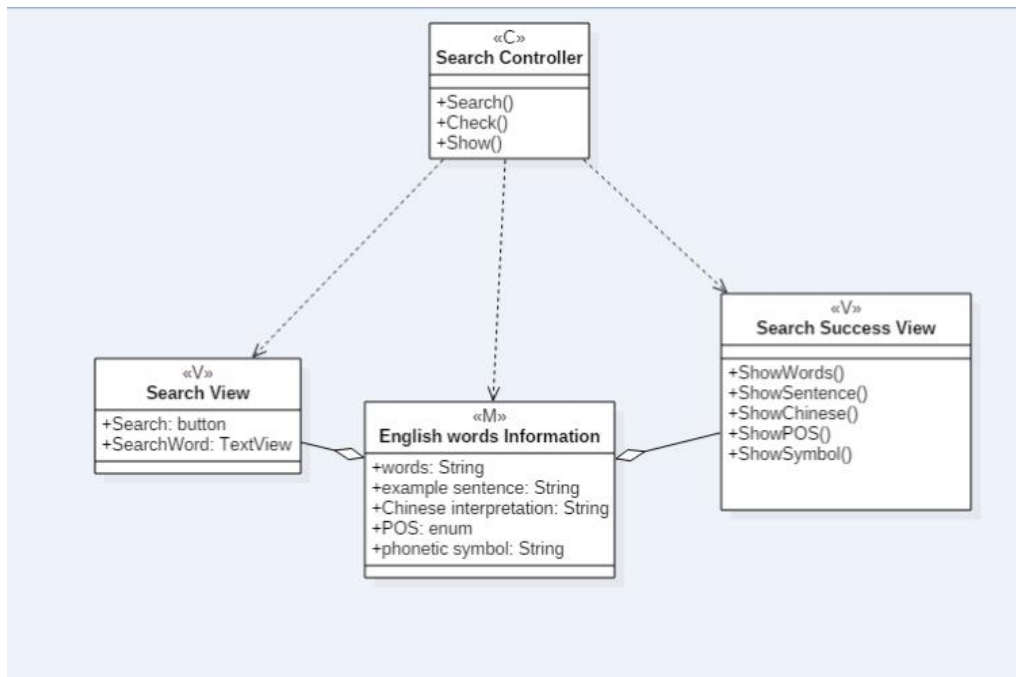 «C»
Search Controller
+Search()
+Check()
+Show()
«V»
Search View
+Search: button
+SearchWord: TextView
«M»
English words Information
+words: String
+example sentence: String
+Chinese interpretation: String
+POS: enum
+phonetic symbol: String
«V»
Search Success View
+ShowWords()
+ShowSentence()
+ShowChinese()
+ShowPOS()
+ShowSymbol()